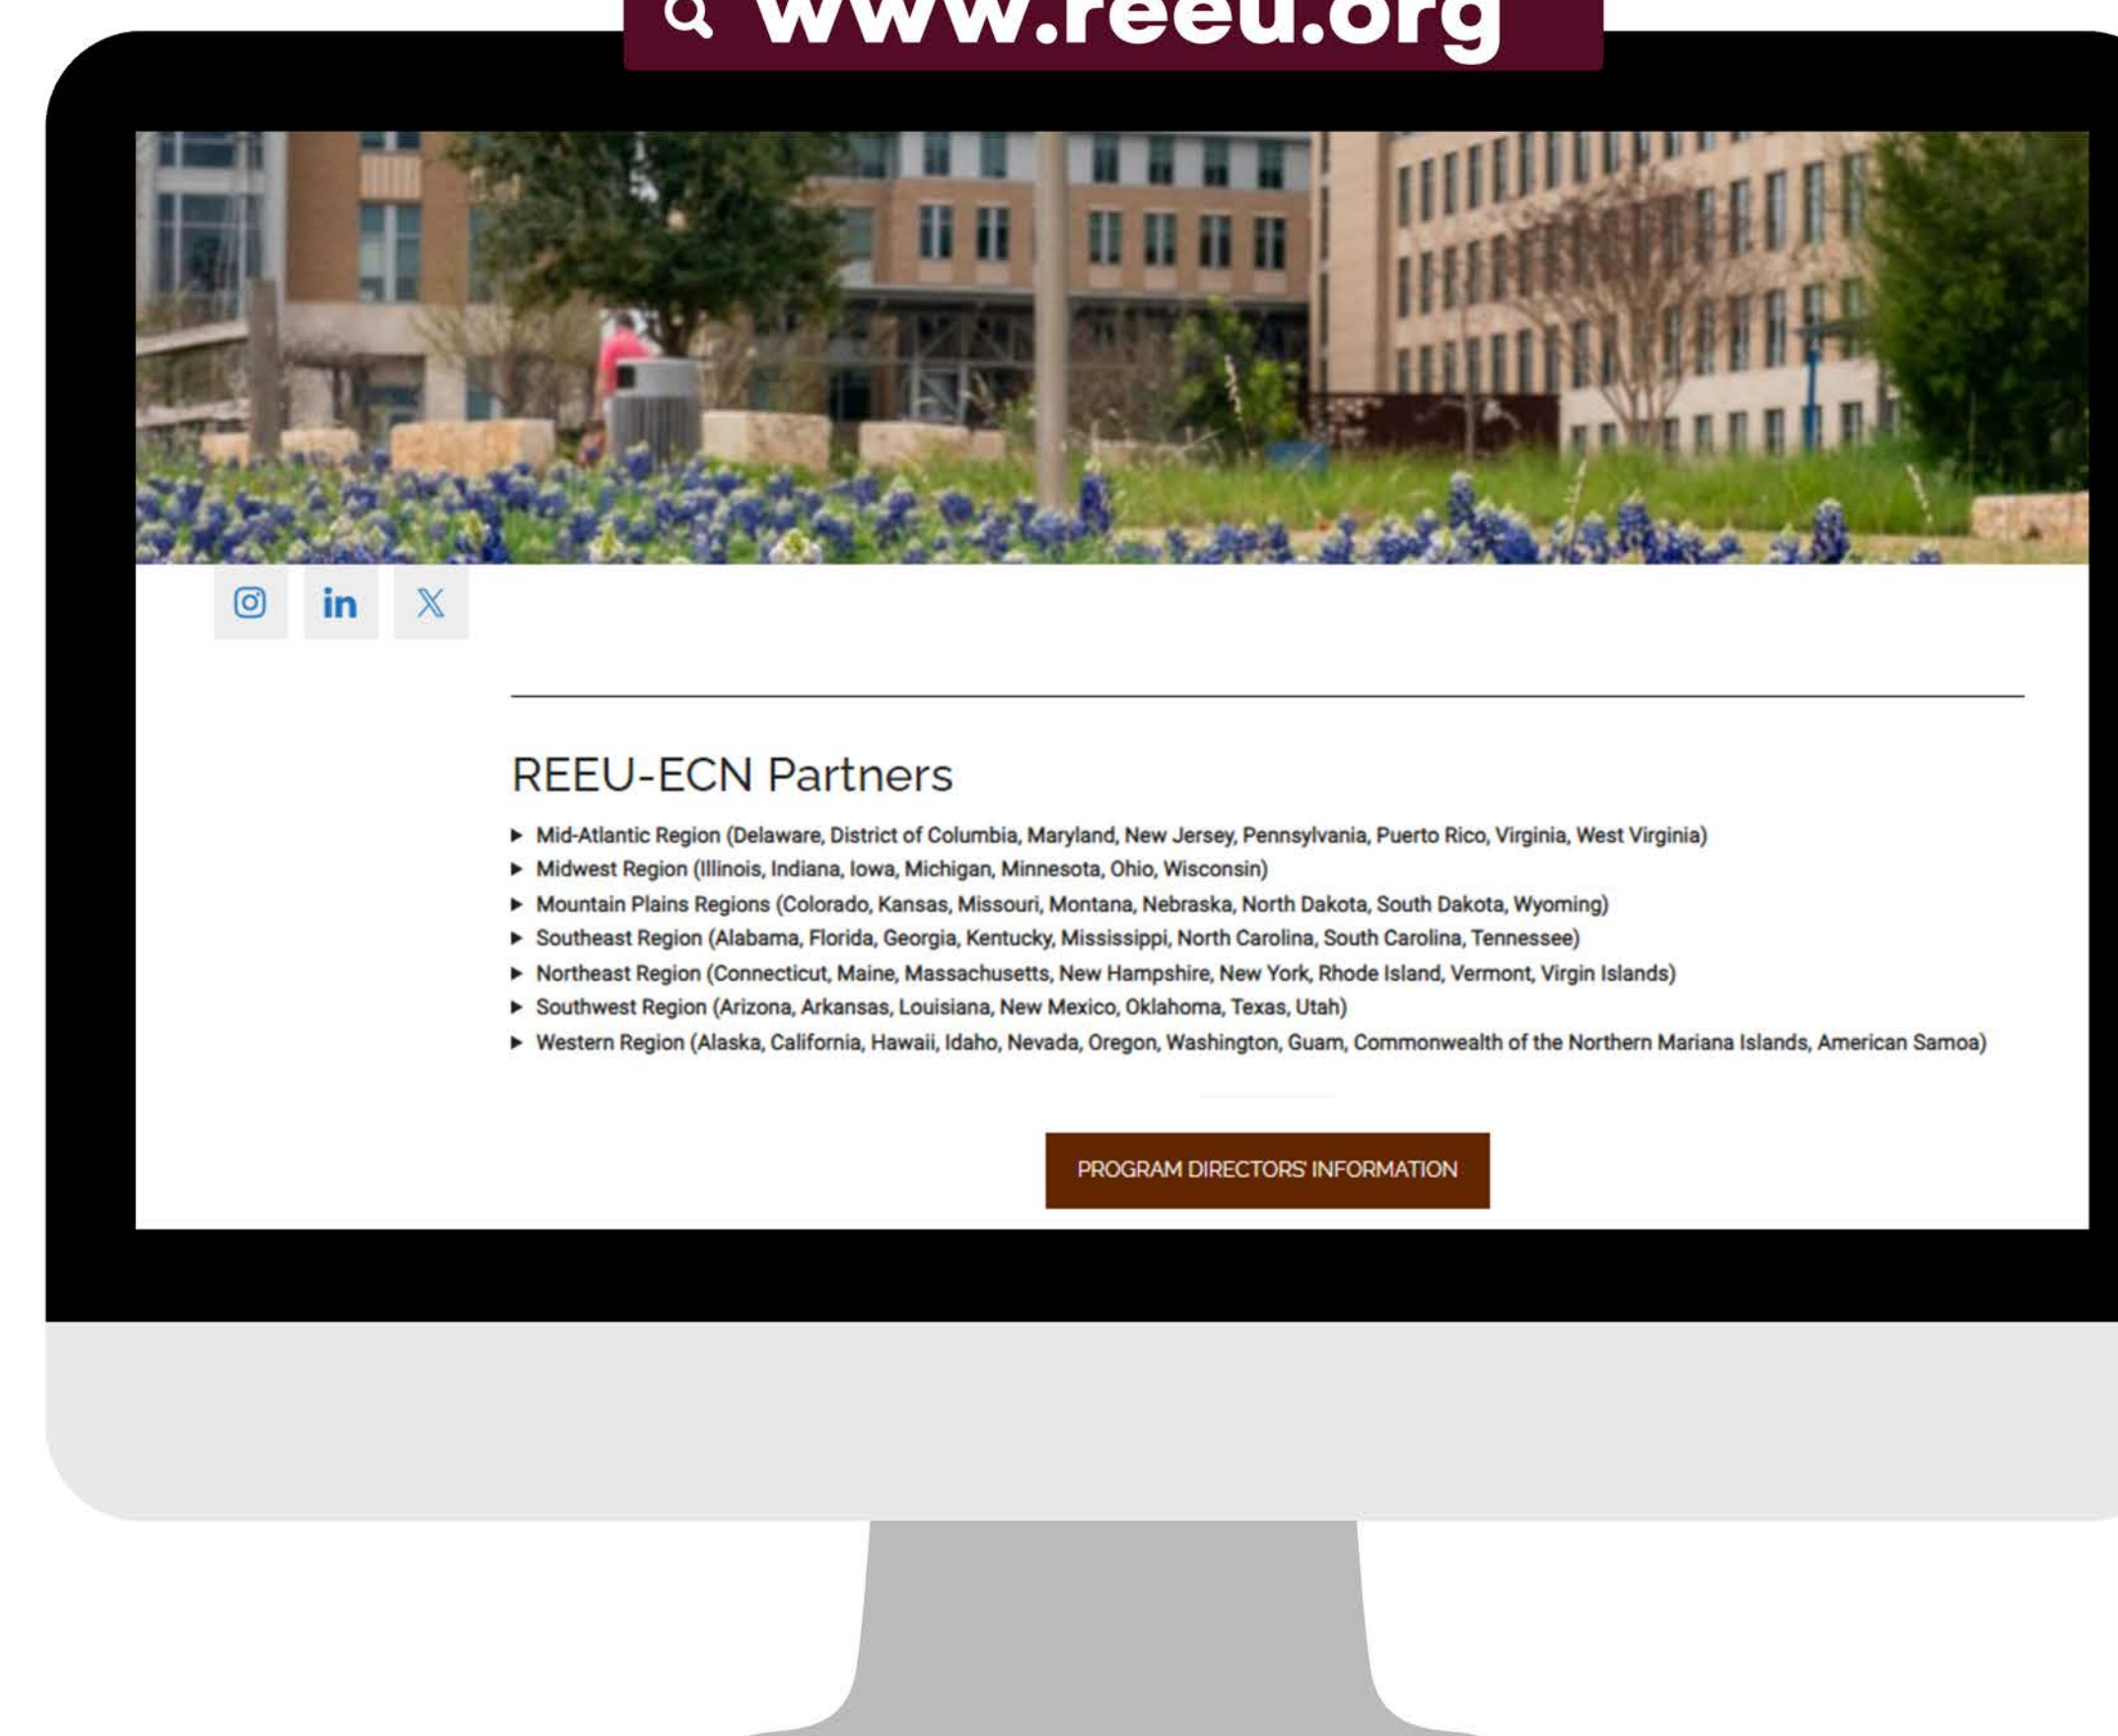 www.reeu.org
in
REEU-ECN Partners
Mid-Atlantic Region (Delaware, District of Columbia, Maryland, New Jersey, Pennsylvania, Puerto Rico, Virginia, West Virginia)
Midwest Region (Illinois, Indiana, Iowa, Michigan, Minnesota, Ohio, Wisconsin)
Mountain Plains Regions (Colorado, Kansas, Missouri, Montana, Nebraska, North Dakota, South Dakota, Wyoming)
Southeast Region (Alabama, Florida, Georgia, Kentucky, Mississippi, North Carolina, South Carolina, Tennessee)
Northeast Region (Connecticut, Maine, Massachusetts, New Hampshire, New York, Rhode Island, Vermont, Virgin Islands)
Southwest Region (Arizona, Arkansas, Louisiana, New Mexico, Oklahoma, Texas, Utah)
Western Region (Alaska, California, Hawaii, Idaho, Nevada, Oregon, Washington, Guam, Commonwealth of the Northern Mariana Islands, American Samoa)
PROGRAM DIRECTORS' INFORMATION